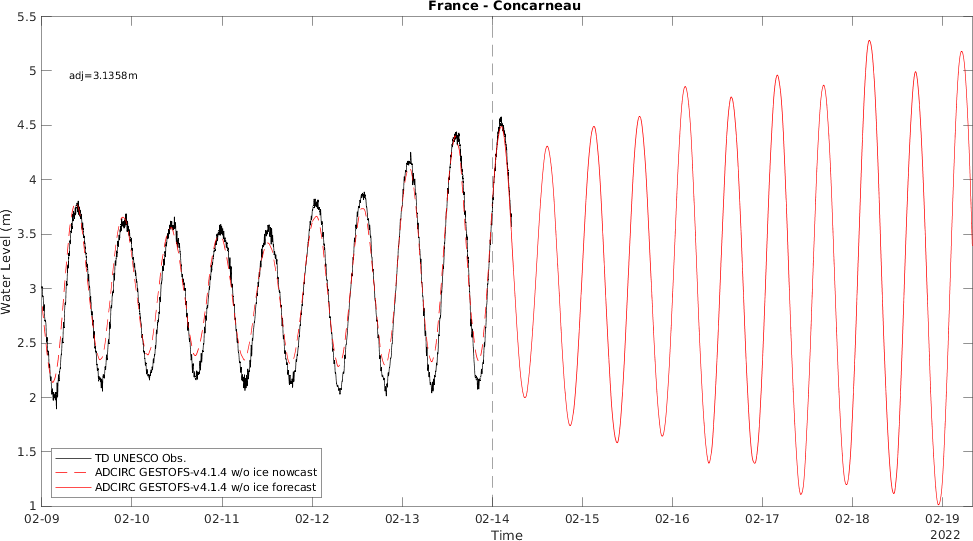 France - Concarneau
5.5
5
4.5
4
3.5
3
2.5
2
1.5
1
Water Level (m)
adj=3.1358m
TD UNESCO Obs.
ADCIRC GESTOFS-v4.1.4 w/o ice nowcast
ADCIRC GESTOFS-v4.1.4 w/o ice forecast
02-09 02-10 02-11 02-12 02-13 02-14 02-15 02-16 02-17 02-18 02-19
2022
Time